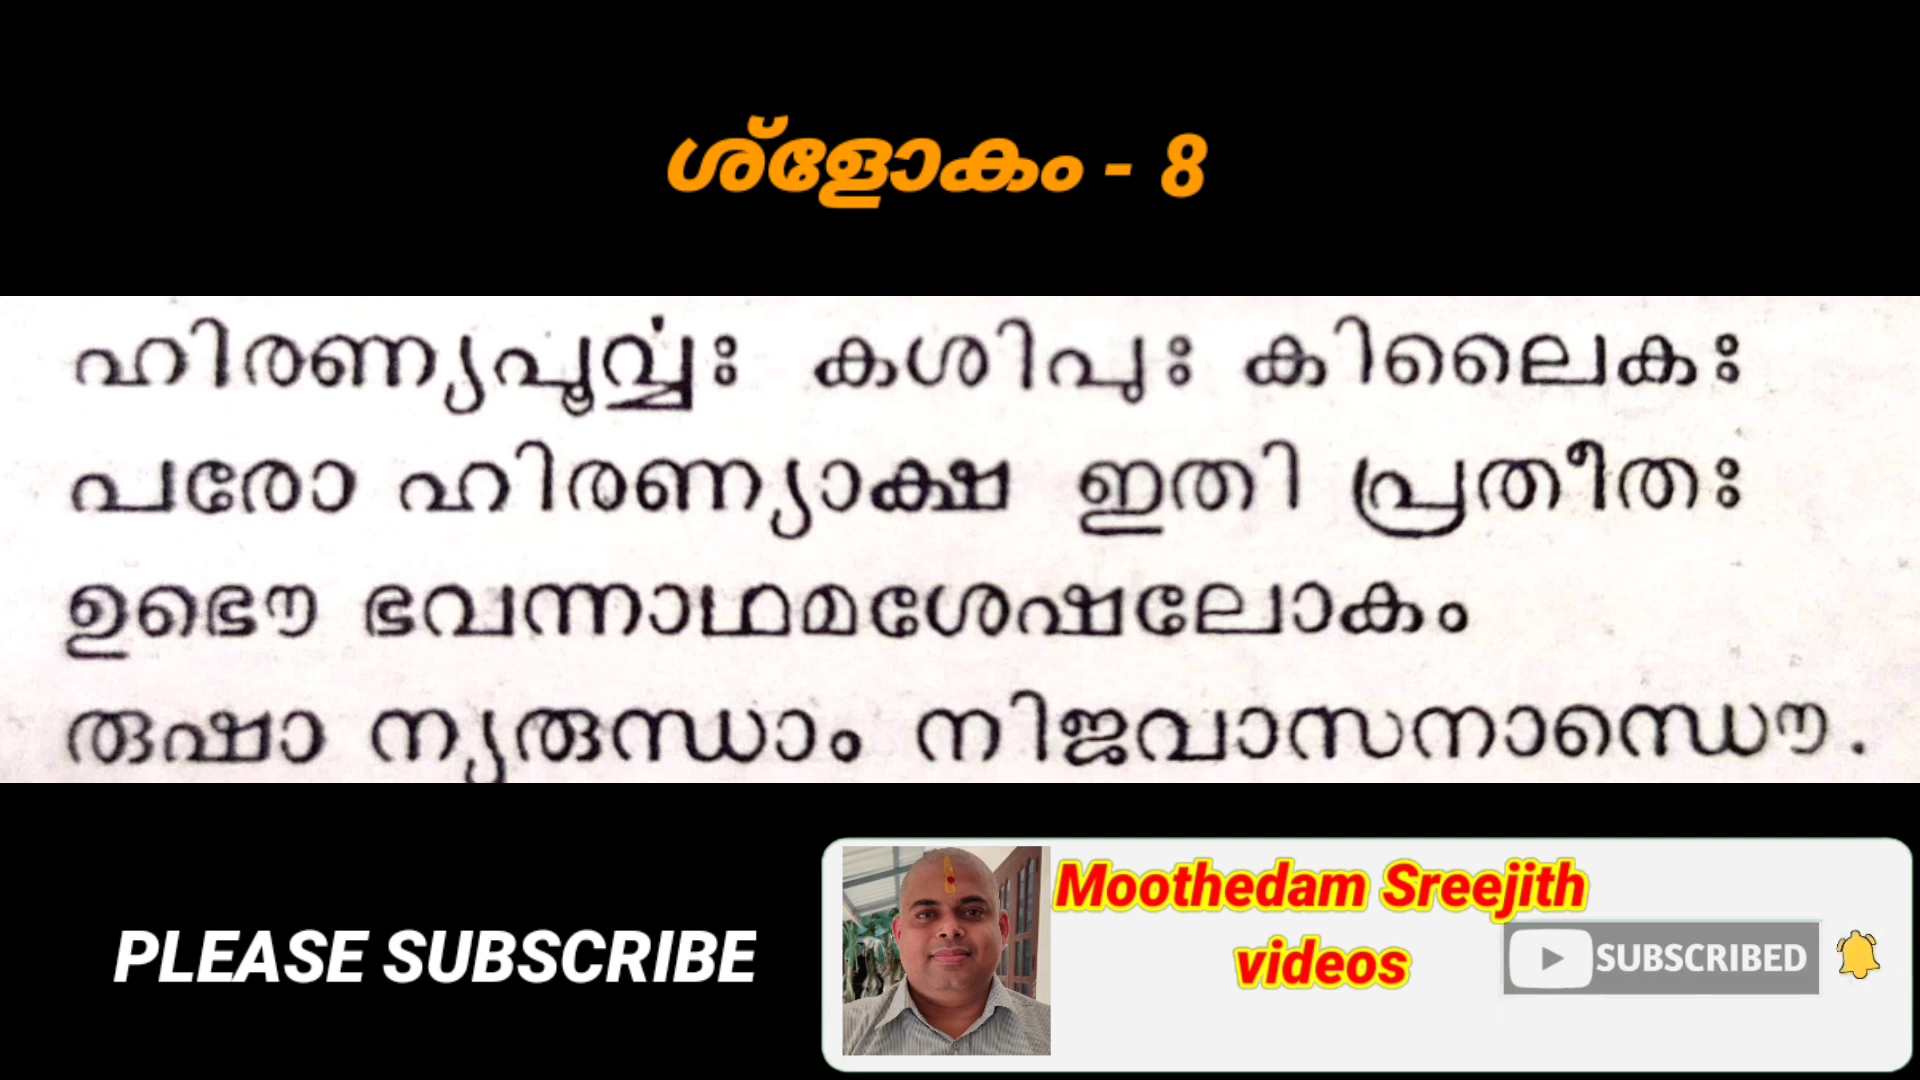 ശ്ളോകം - 8
ഹിരണ്യപൂൎവ്വഃ കശിപുഃ കിലൈകഃ
പരോ ഹിരണ്യാക്ഷ ഇതി പ്രതീതഃ
ഉഭൌ ഭവന്നാഥമശേഷലോകം
രുഷാ ന്യരുന്ധാം നിജവാസനാന്ധൌ.
PLEASE SUBSCRIBE
Moothedam Sreejith
videos
SUBSCRIBED